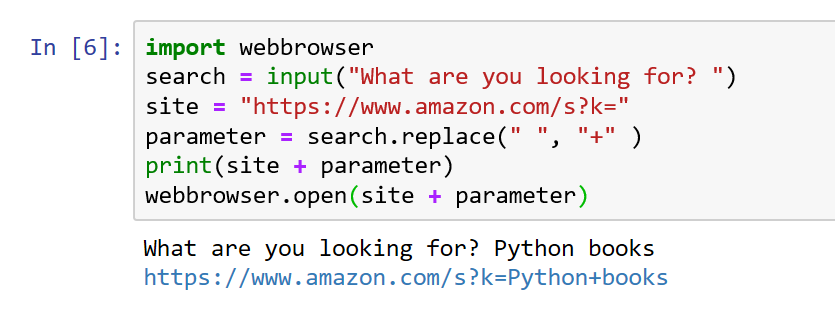 In [6]: import webbrowser
search = input("What are you looking for? ")
site = "https://www.amazon.com/s?k="
parameter = search.replace(" ", "+" )
print(site + parameter)
webbrowser.open(site + parameter)
What are you looking for? Python books
https://www.amazon.com/s?k=Python+books